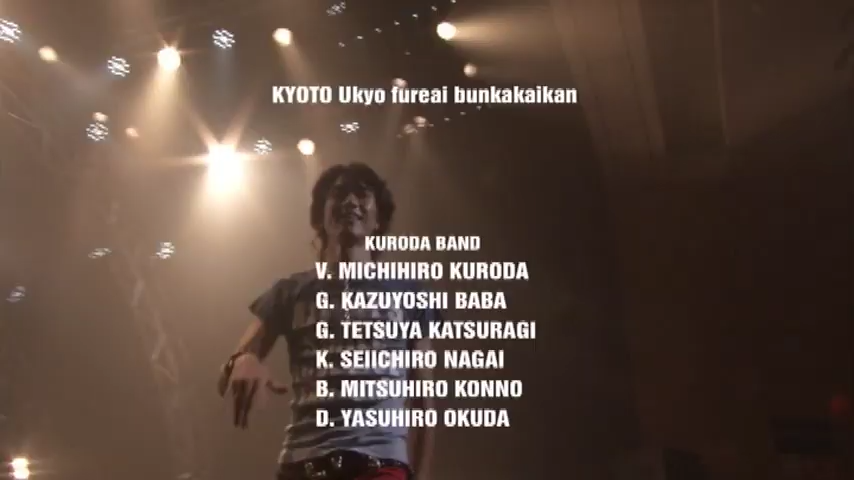 KYOTO Ukyo fureai bunkakaikan
KURODA BAND
V. MICHIHIRO KURODA
G. KAZUYOSHI BABA
G. TETSUYA KATSURAGI
K. SEIICHIRO NAGAI
B. MITSUHIRO KONNO
D. YASUHIRO OKUDA